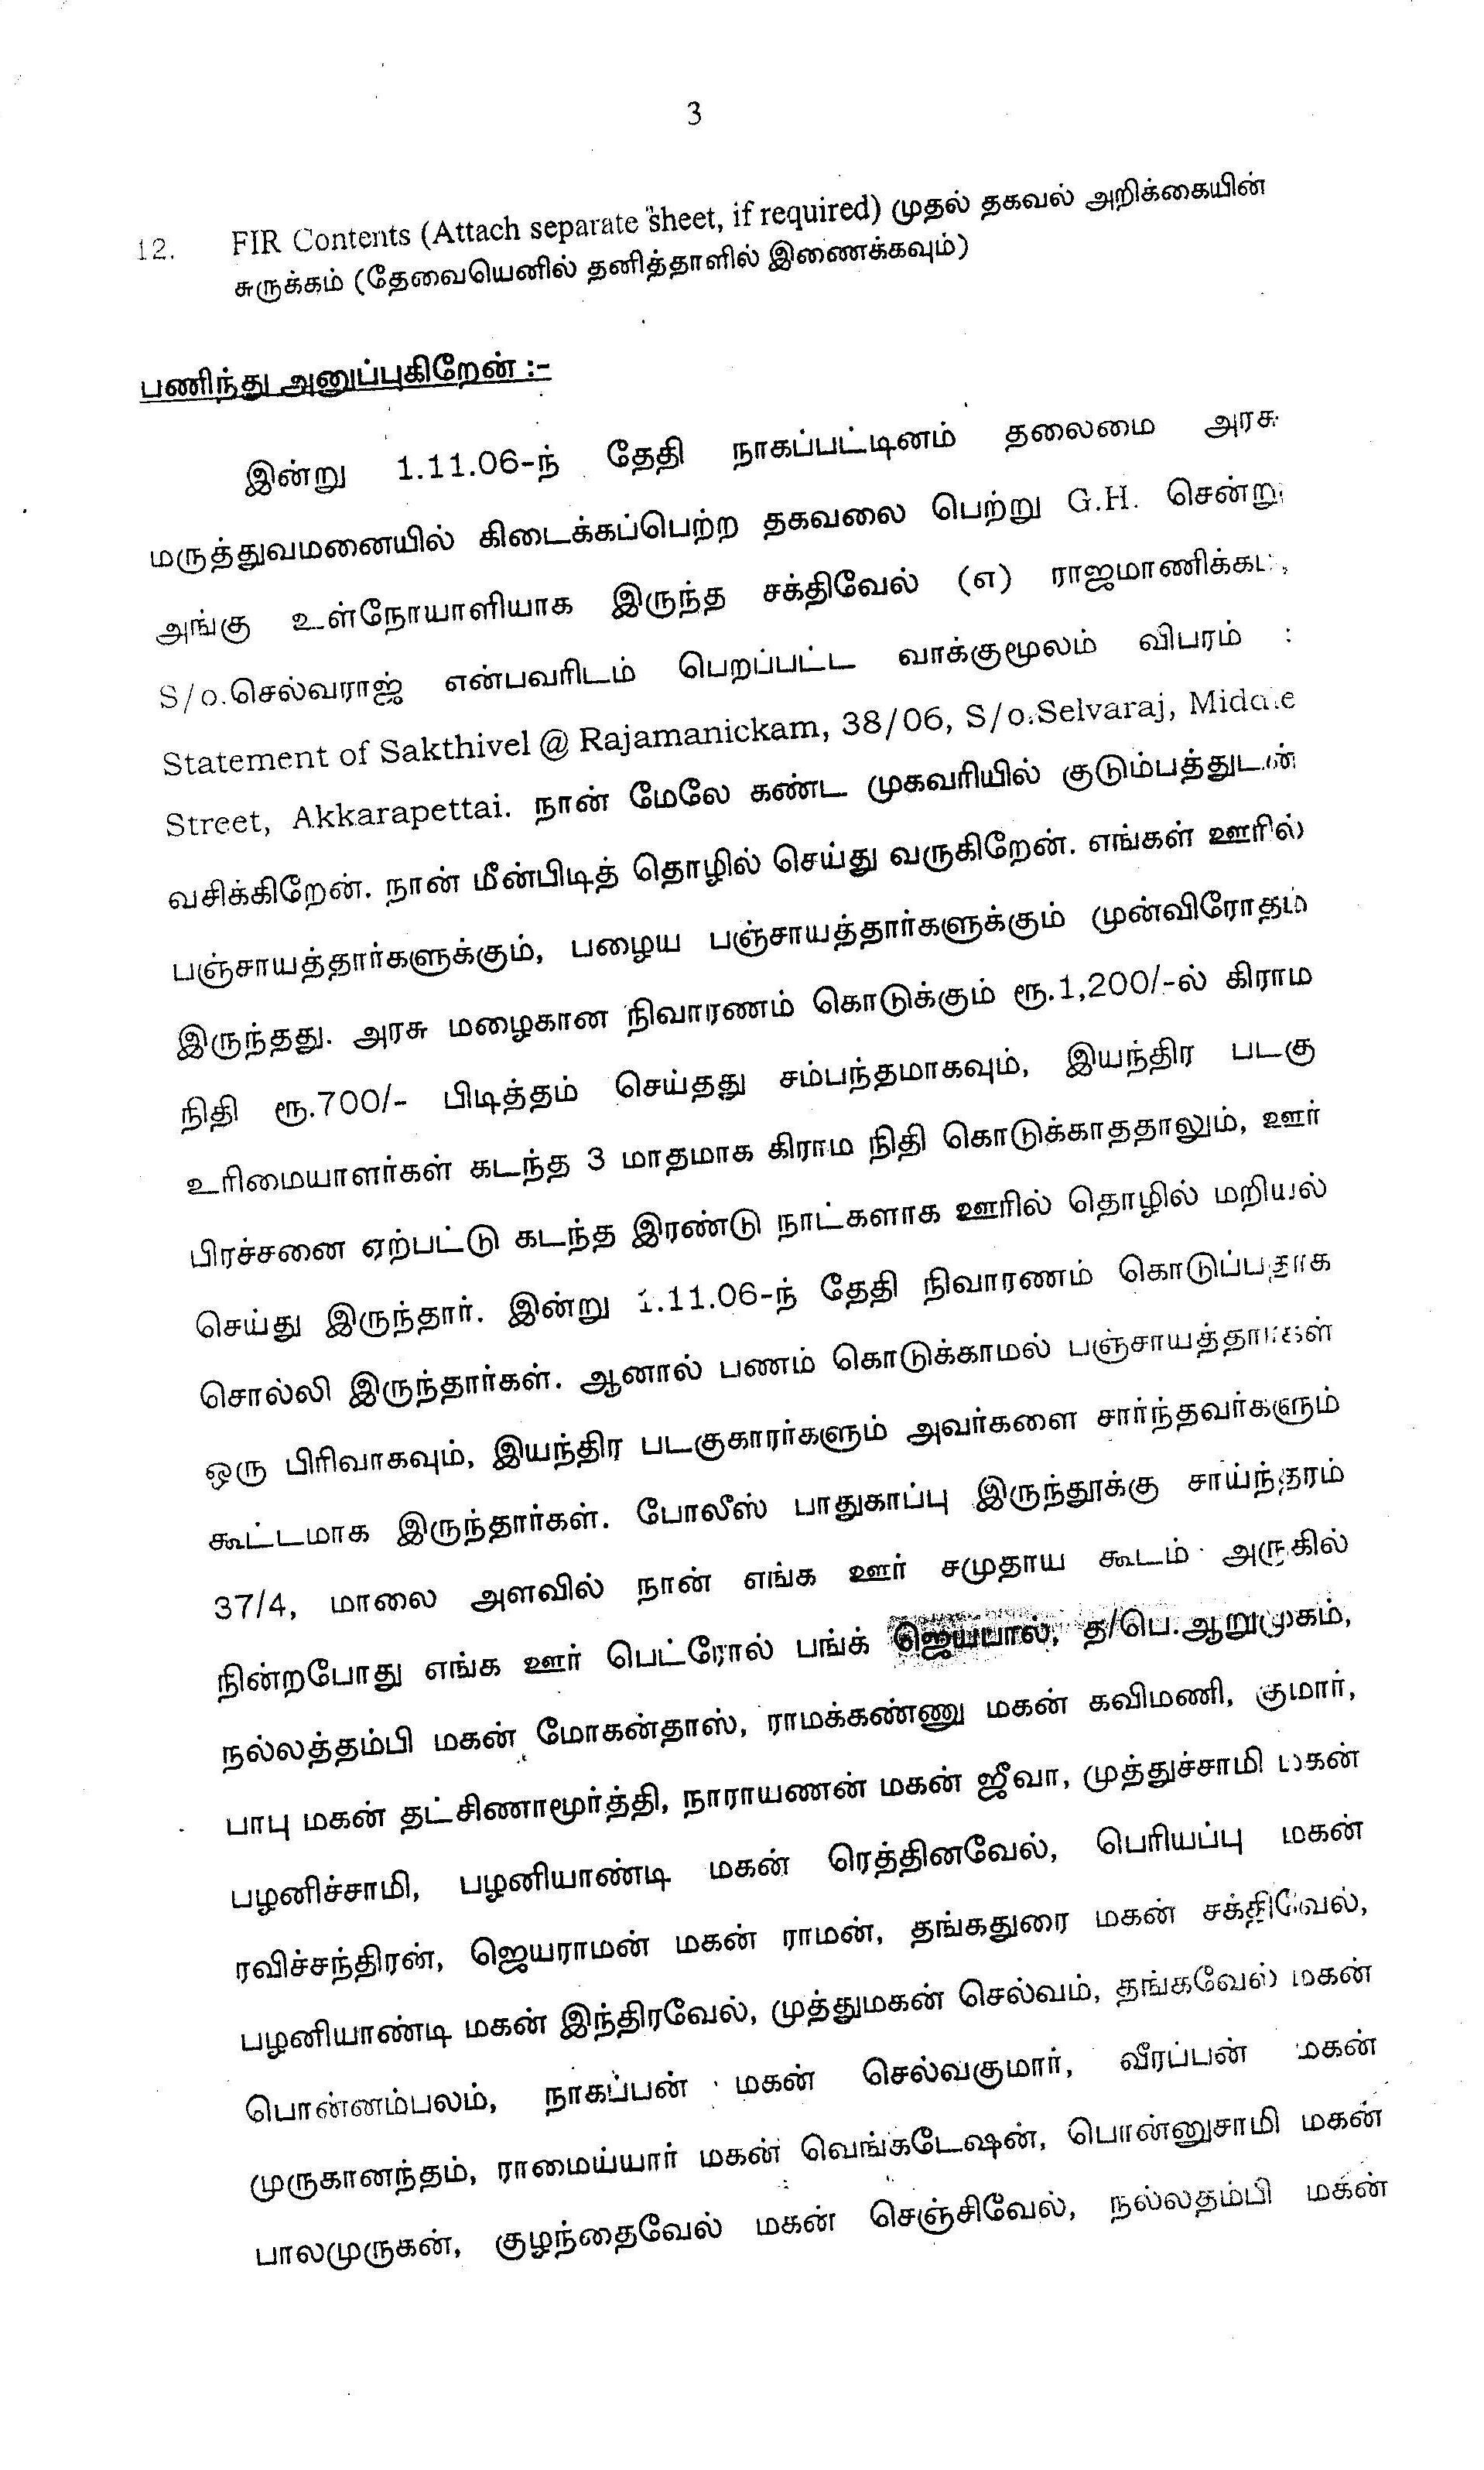 3
12. FIR Contents (Attach separate sheet, if required) முதல் தகவல் அறிக்கையின்
சுருக்கம் (தேவையெனில் தனித்தாளில் இணைக்கவும்)
பணிந்து அனுப்புகிறேன் :-
இன்று 1.11.06-ந் தேதி நாகப்பட்டினம் தலைமை அரசு
மருத்துவமனையில் கிடைக்கப்பெற்ற தகவலை பெற்று G.H. சென்று
அங்கு உள்நோயாளியாக இருந்த சக்திவேல் (எ) ராஜமாணிக்கம்,
S/o.செல்வராஜ் என்பவரிடம் பெறப்பட்ட வாக்குமூலம் விபரம் :
Statement of Sakthivel @ Rajamanickam, 38/06, S/o.Selvaraj, Middle
Street, Akkarapettai. நான் மேலே கண்ட முகவரியில் குடும்பத்துடன்
வசிக்கிறேன். நான் மீன்பிடித் தொழில் செய்து வருகிறேன். எங்கள் ஊரில்
பஞ்சாயத்தார்களுக்கும், பழைய பஞ்சாயத்தார்களுக்கும் முன்விரோதம்
இருந்தது. அரசு மழைகான நிவாரணம் கொடுக்கும் ரூ.1,200/-ல் கிராம
நிதி ரூ.700/- பிடித்தம் செய்தது சம்பந்தமாகவும், இயந்திர படகு
உரிமையாளர்கள் கடந்த 3 மாதமாக கிராம நிதி கொடுக்காததாலும், ஊர்
பிரச்சனை ஏற்பட்டு கடந்த இரண்டு நாட்களாக ஊரில் தொழில் மறியல்
செய்து இருந்தார். இன்று 1.11.06-ந் தேதி நிவாரணம் கொடுப்பதாக
சொல்லி இருந்தார்கள். ஆனால் பணம் கொடுக்காமல் பஞ்சாயத்தார்கள்
ஒரு பிரிவாகவும், இயந்திர படகுகாரர்களும் அவர்களை சார்ந்தவர்களும்
கூட்டமாக இருந்தார்கள். போலீஸ் பாதுகாப்பு இருந்தூக்கு சாய்ந்தரம்
37/4, மாலை அளவில் நான் எங்க ஊர் சமுதாய கூடம் அருகில்
நின்றபோது எங்க ஊர் பெட்ரோல் பங்க் ஜெயபால், த/பெ.ஆறுமுகம்,
நல்லத்தம்பி மகன் மோகன்தாஸ், ராமக்கண்ணு மகன் கவிமணி, குமார்,
பாபு மகன் தட்சிணாமூர்த்தி, நாராயணன் மகன் ஜீவா, முத்துச்சாமி மகன்
பழனிச்சாமி, பழனியாண்டி மகன் ரெத்தினவேல், பெரியப்பு மகன்
ரவிச்சந்திரன், ஜெயராமன் மகன் ராமன், தங்கதுரை மகன் சக்திவேல்,
பழனியாண்டி மகன் இந்திரவேல், முத்துமகன் செல்வம், தங்கவேல் மகன்
பொன்னம்பலம், நாகப்பன் மகன் செல்வகுமார், வீரப்பன் மகன்
முருகானந்தம், ராமைய்யார் மகன் வெங்கடேஷன், பொன்னுசாமி மகன்
பாலமுருகன், குழந்தைவேல் மகன் செஞ்சிவேல், நல்லதம்பி மகன்